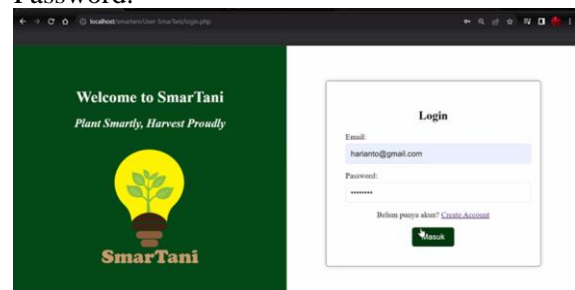 Password.
localhost/smartani/User-SmarTani/login.php
Welcome to SmarTani
Plant Smartly, Harvest Proudly
SmarTani
Login
Email:
harianto@gmail.com
Password:
••••••••
Belum punya akun? Create Account
Masuk